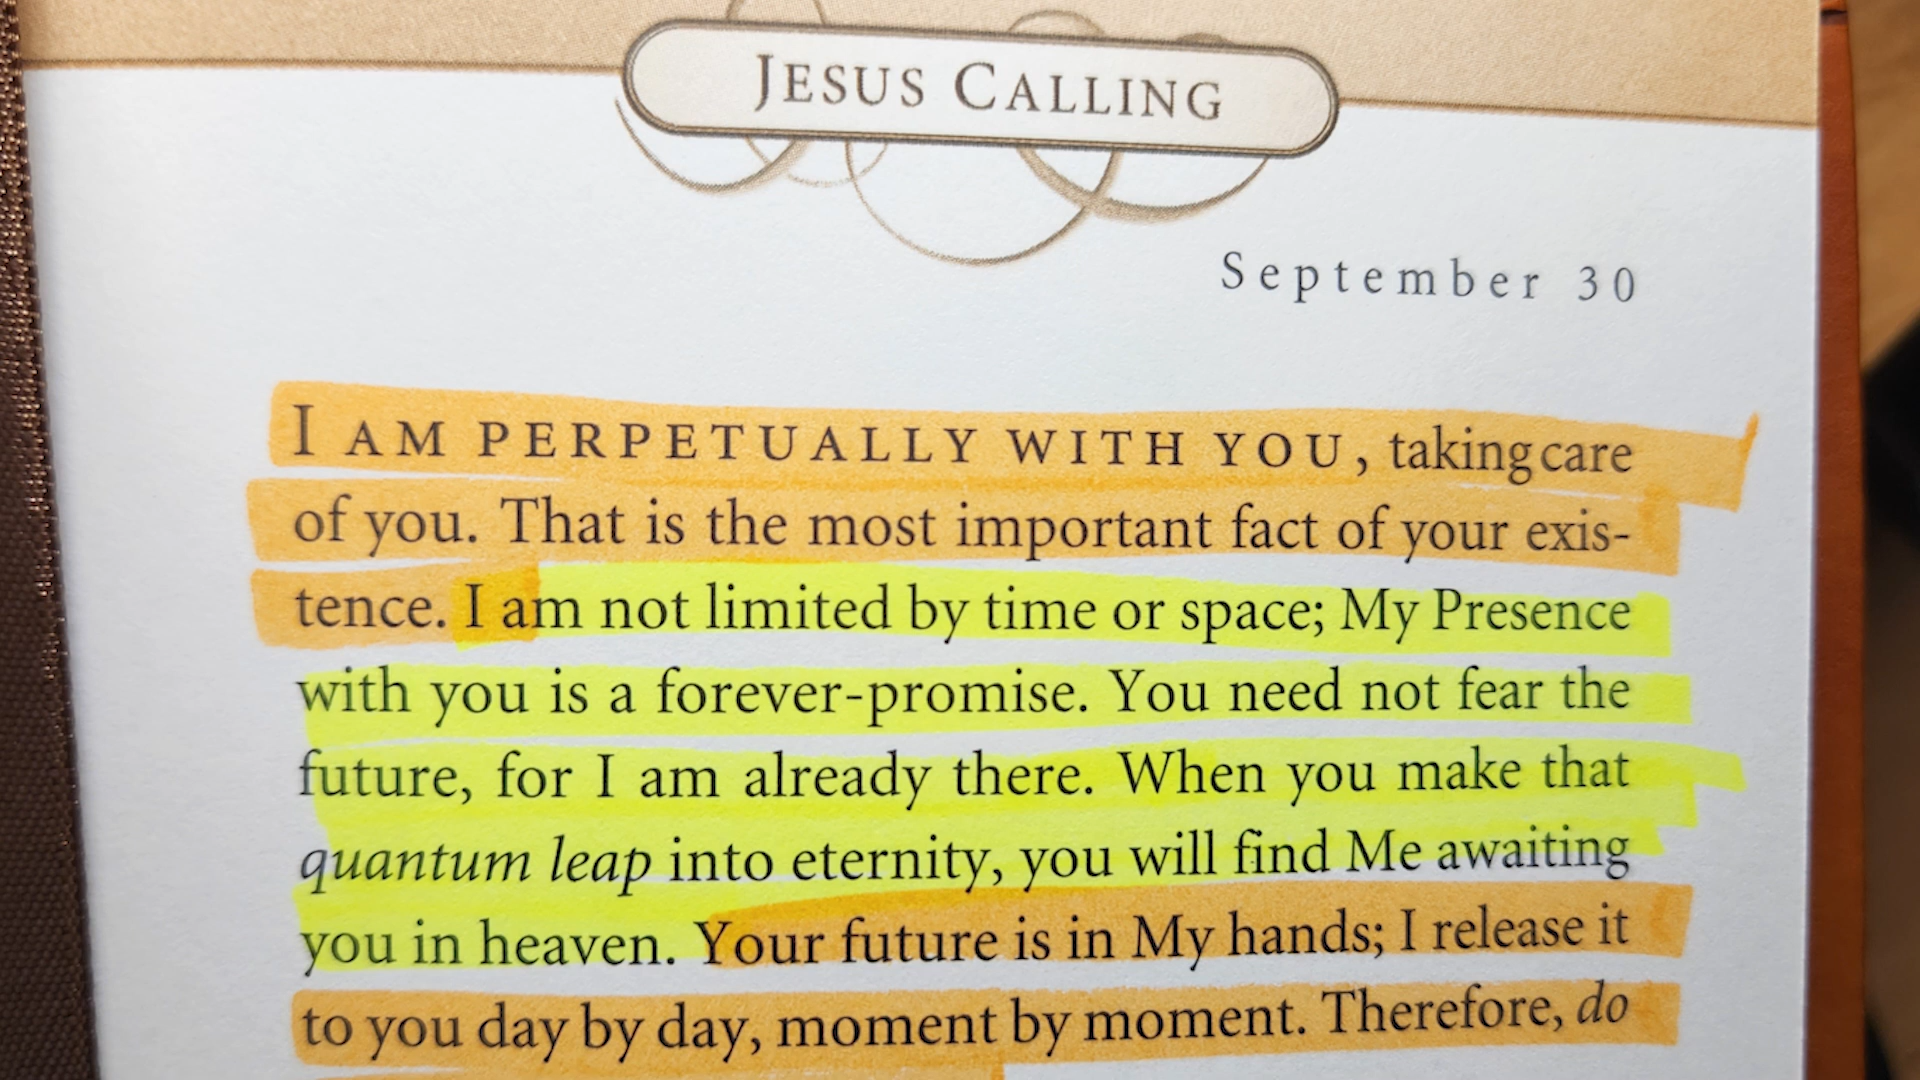 JESUS CALLING
September 30
I AM PERPETUALLY WITH YOU, taking care
of you. That is the most important fact of your exis-
tence. I am not limited by time or space; My Presence
with you is a forever-promise. You need not fear the
future, for I am already there. When you make that
quantum leap into eternity, you will find Me awaiting
you in heaven. Your future is in My hands; I release it
to you day by day, moment by moment. Therefore, do